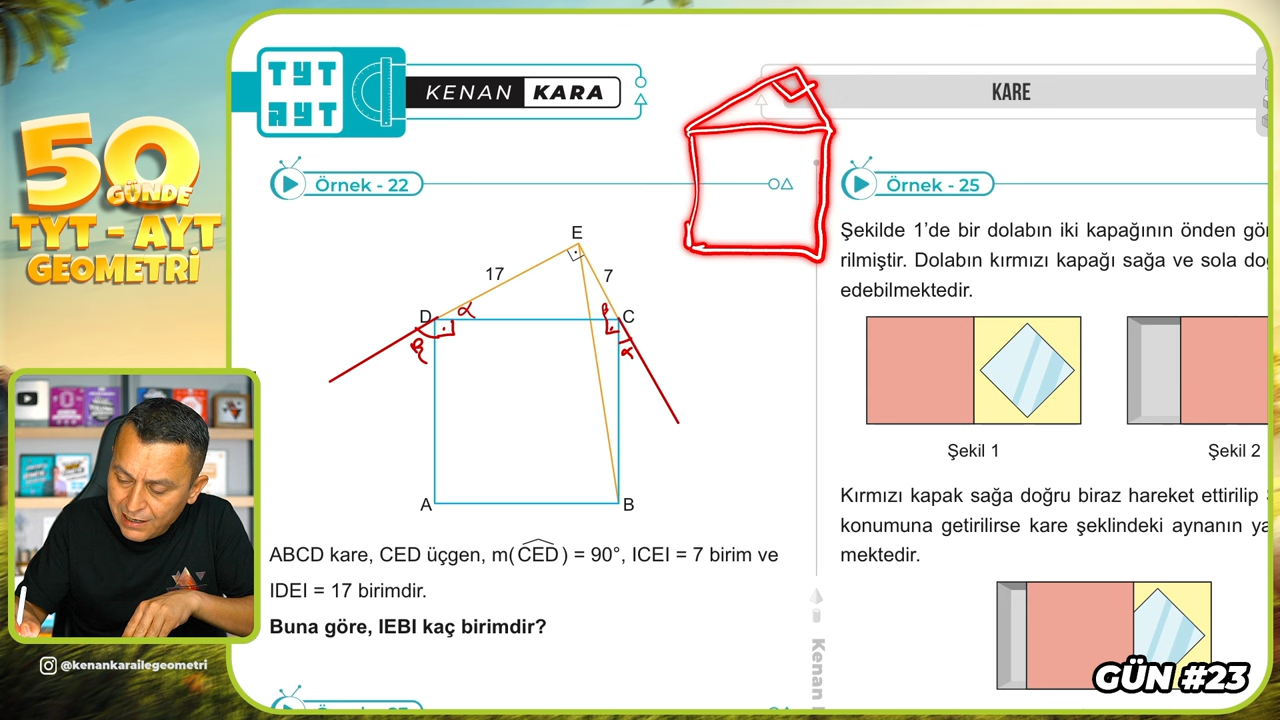 TYT
AYT
KENAN KARA
KARE
50
GÜNDE
TYT - AYT
GEOMETRİ
Örnek - 22
E
17
7
D
α
β
C
β
α
A
B
ABCD kare, CED üçgen, m(CED) = 90°, ICEI = 7 birim ve
IDEI = 17 birimdir.
Buna göre, IEBI kaç birimdir?
Örnek - 25
Şekilde 1’de bir dolabın iki kapağının önden gö
rilmiştir. Dolabın kırmızı kapağı sağa ve sola do
edebilmektedir.
Şekil 1
Şekil 2
Kırmızı kapak sağa doğru biraz hareket ettirilip
konumuna getirilirse kare şeklindeki aynanın ya
mektedir.
Kenan
@kenankarailegeometri
GÜN #23